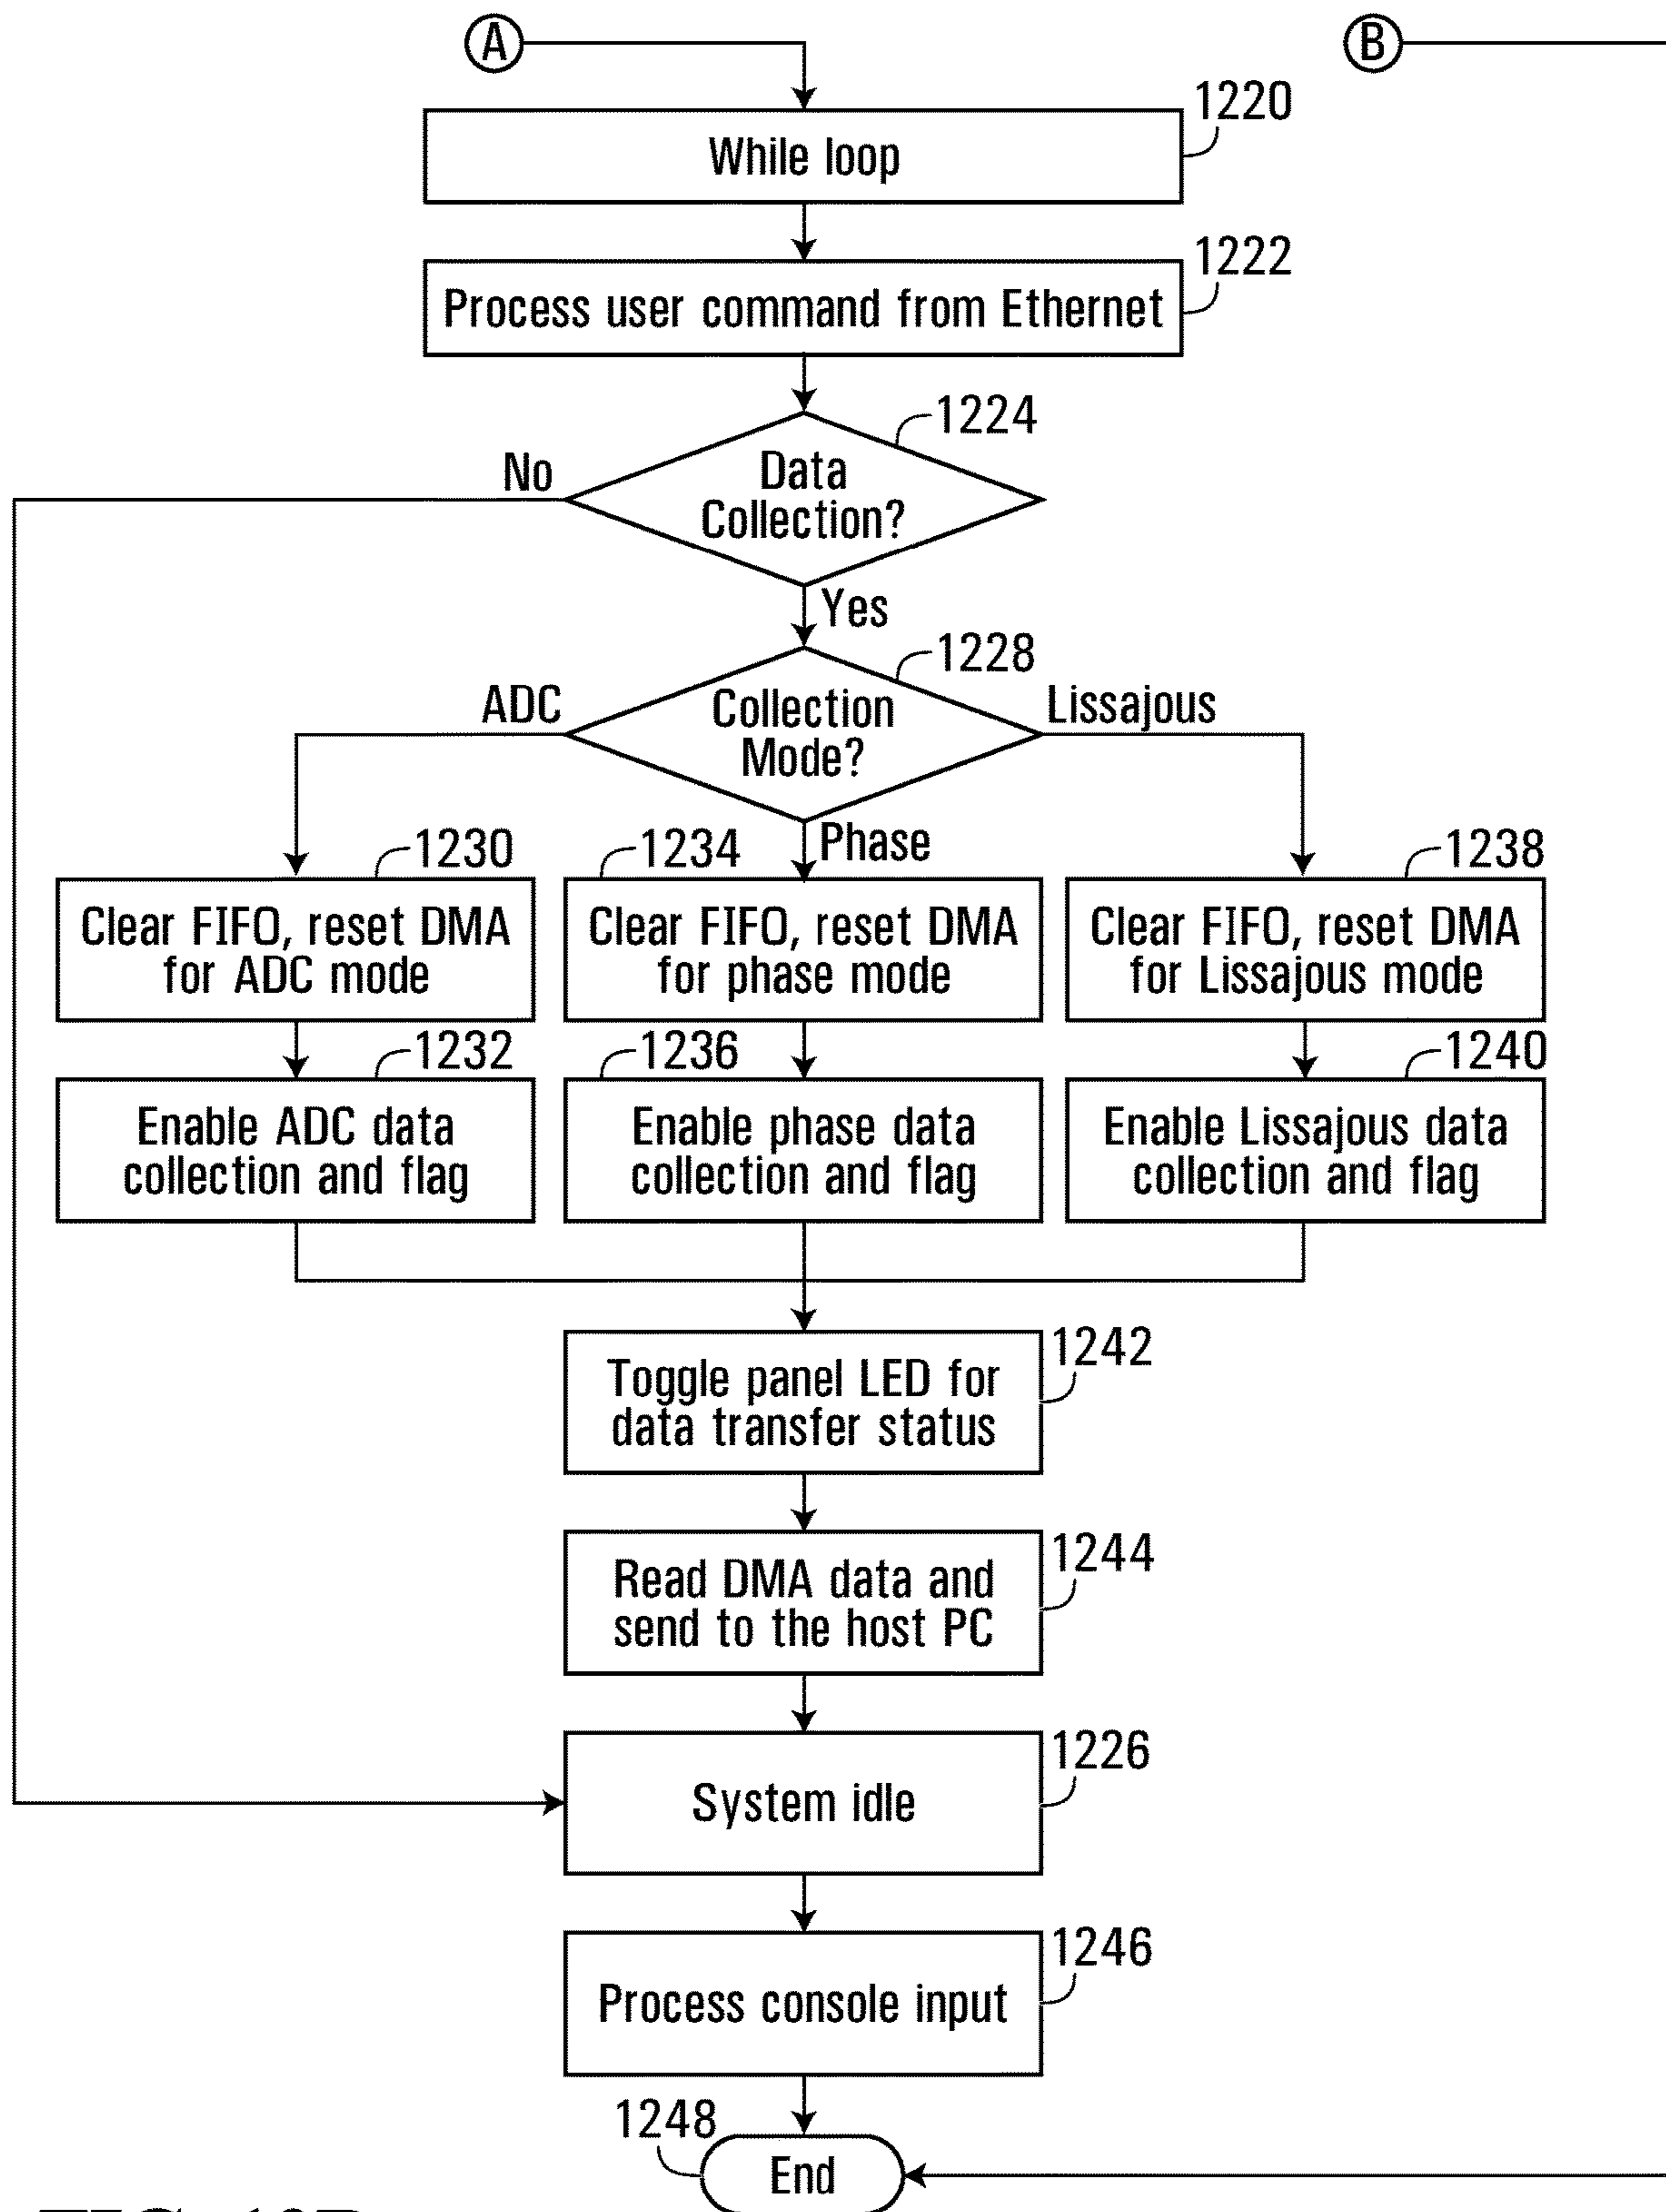 A
B
1220
While loop
1222
Process user command from Ethernet
1224
No
Data
Collection?
Yes
1228
ADC
Collection
Mode?
Lissajous
Phase
1230
1234
1238
Clear FIFO, reset DMA
for ADC mode
Clear FIFO, reset DMA
for phase mode
Clear FIFO, reset DMA
for Lissajous mode
1232
1236
1240
Enable ADC data
collection and flag
Enable phase data
collection and flag
Enable Lissajous data
collection and flag
1242
Toggle panel LED for
data transfer status
1244
Read DMA data and
send to the host PC
1226
System idle
1246
Process console input
1248
End